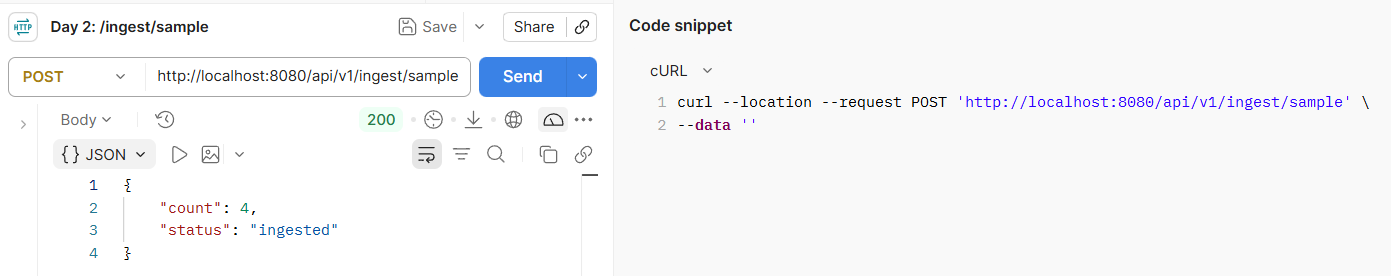 HTTP Day 2: /ingest/sample Save Share
POST http://localhost:8080/api/v1/ingest/sample Send
Body 200
{} JSON
1 {
2 "count": 4,
3 "status": "ingested"
4 }
Code snippet
cURL
1 curl --location --request POST 'http://localhost:8080/api/v1/ingest/sample' \
2 --data ''